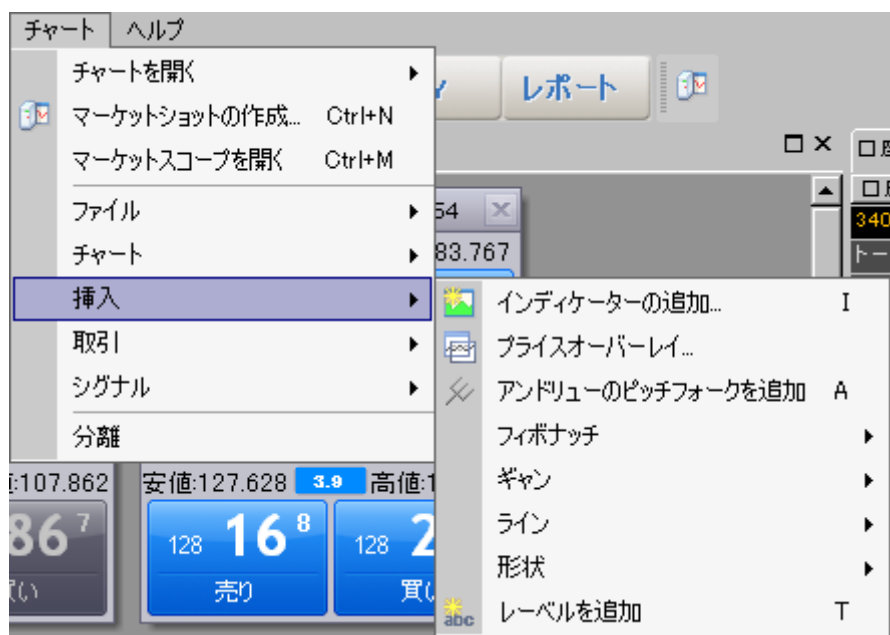 チャート ヘルプ
チャートを開く
マーケットショットの作成... Ctrl+N
マーケットスコープを開く Ctrl+M
ファイル
チャート
挿入
取引
シグナル
分離
レポート
54
83.767
340
インディケーターの追加... I
プライスオーバーレイ...
アンドリューのピッチフォークを追加 A
フィボナッチ
ギャン
ライン
形状
レーベルを追加 T
:107.862
安値:127.628 3.9 高値:1
86 7
128 16 8
128 2
売り